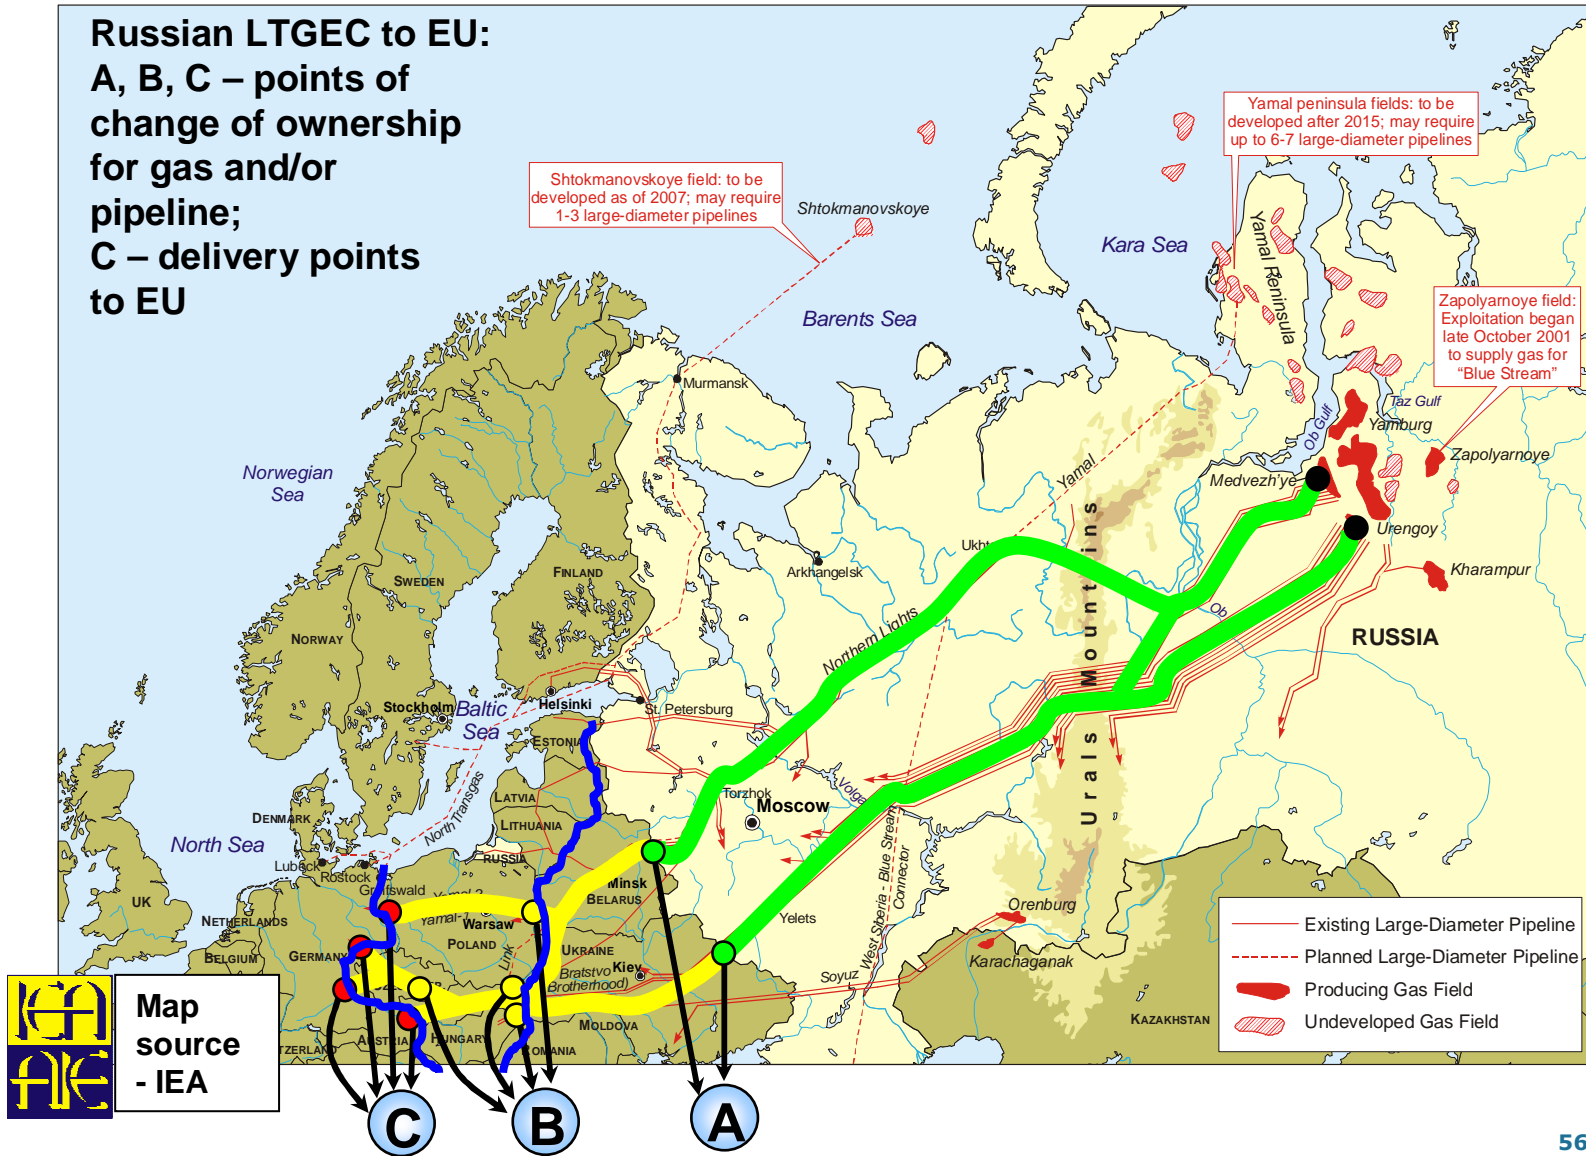 Russian LTGEC to EU:
A, B, C – points of
change of ownership
for gas and/or
pipeline;
C – delivery points
to EU
Yamal peninsula fields: to be
developed after 2015; may require
up to 6-7 large-diameter pipelines
Shtokmanovskoye field: to be
developed as of 2007; may require
1-3 large-diameter pipelines
Shtokmanovskoye
Kara Sea
Yamal Peninsula
Zapolyarnoye field:
Exploitation began
late October 2001
to supply gas for
“Blue Stream”
Barents Sea
Murmansk
Ob Gulf
Taz Gulf
Yamburg
Zapolyarnoye
Medvezh'ye
Urengoy
Kharampur
Norwegian
Sea
Yamal
Arkhangelsk
Ob
RUSSIA
Urals Mountains
Northern Lights
SWEDEN
FINLAND
NORWAY
Stockholm
Baltic
Sea
Helsinki
St. Petersburg
ESTONIA
LATVIA
LITHUANIA
RUSSIA
North Transgas
DENMARK
North Sea
Lubeck
Rostock
Greifswald
Torzhok
Moscow
Volga
West Siberia - Blue Stream
Connector
UK
NETHERLANDS
BELGIUM
GERMANY
Yamal-2
Yamal-1
Warsaw
POLAND
Link
Minsk
BELARUS
UKRAINE
Kiev
Bratstvo
Brotherhood)
Yelets
Soyuz
Orenburg
Karachaganak
KAZAKHSTAN
MOLDOVA
ROMANIA
HUNGARY
AUSTRIA
TZERLAND
Existing Large-Diameter Pipeline
Planned Large-Diameter Pipeline
Producing Gas Field
Undeveloped Gas Field
IEA
AIE
Map
source
- IEA
C
B
A
56